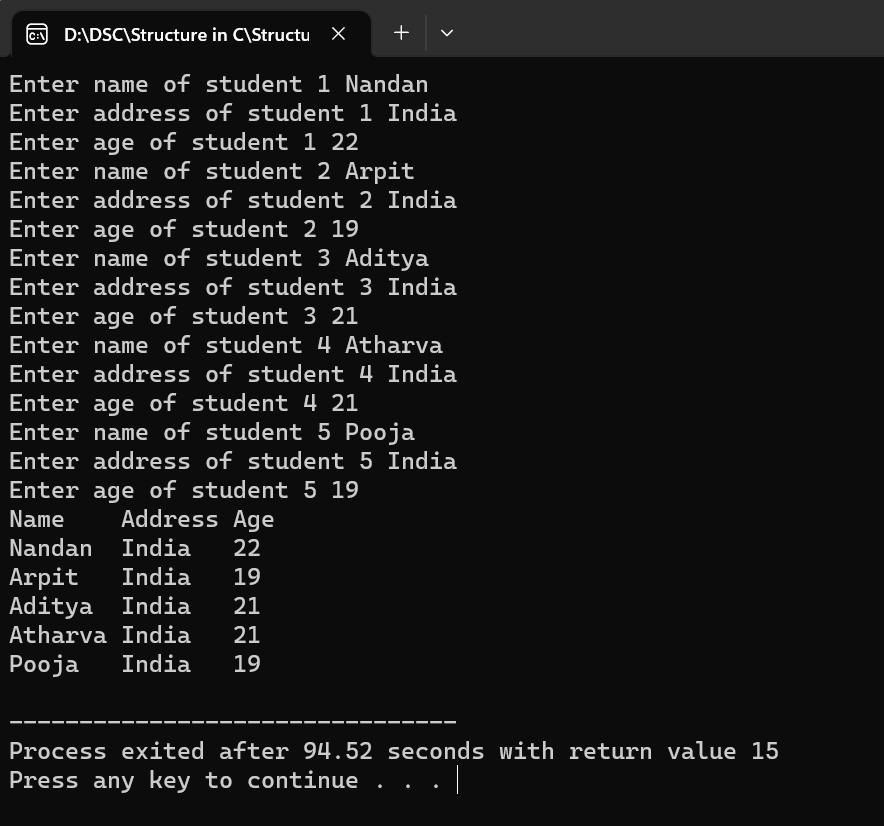 D:\DSC\Structure in C\Structu
Enter name of student 1 Nandan
Enter address of student 1 India
Enter age of student 1 22
Enter name of student 2 Arpit
Enter address of student 2 India
Enter age of student 2 19
Enter name of student 3 Aditya
Enter address of student 3 India
Enter age of student 3 21
Enter name of student 4 Atharva
Enter address of student 4 India
Enter age of student 4 21
Enter name of student 5 Pooja
Enter address of student 5 India
Enter age of student 5 19
Name    Address Age
Nandan  India   22
Arpit   India   19
Aditya  India   21
Atharva India   21
Pooja   India   19
--------------------------------
Process exited after 94.52 seconds with return value 15
Press any key to continue . . .